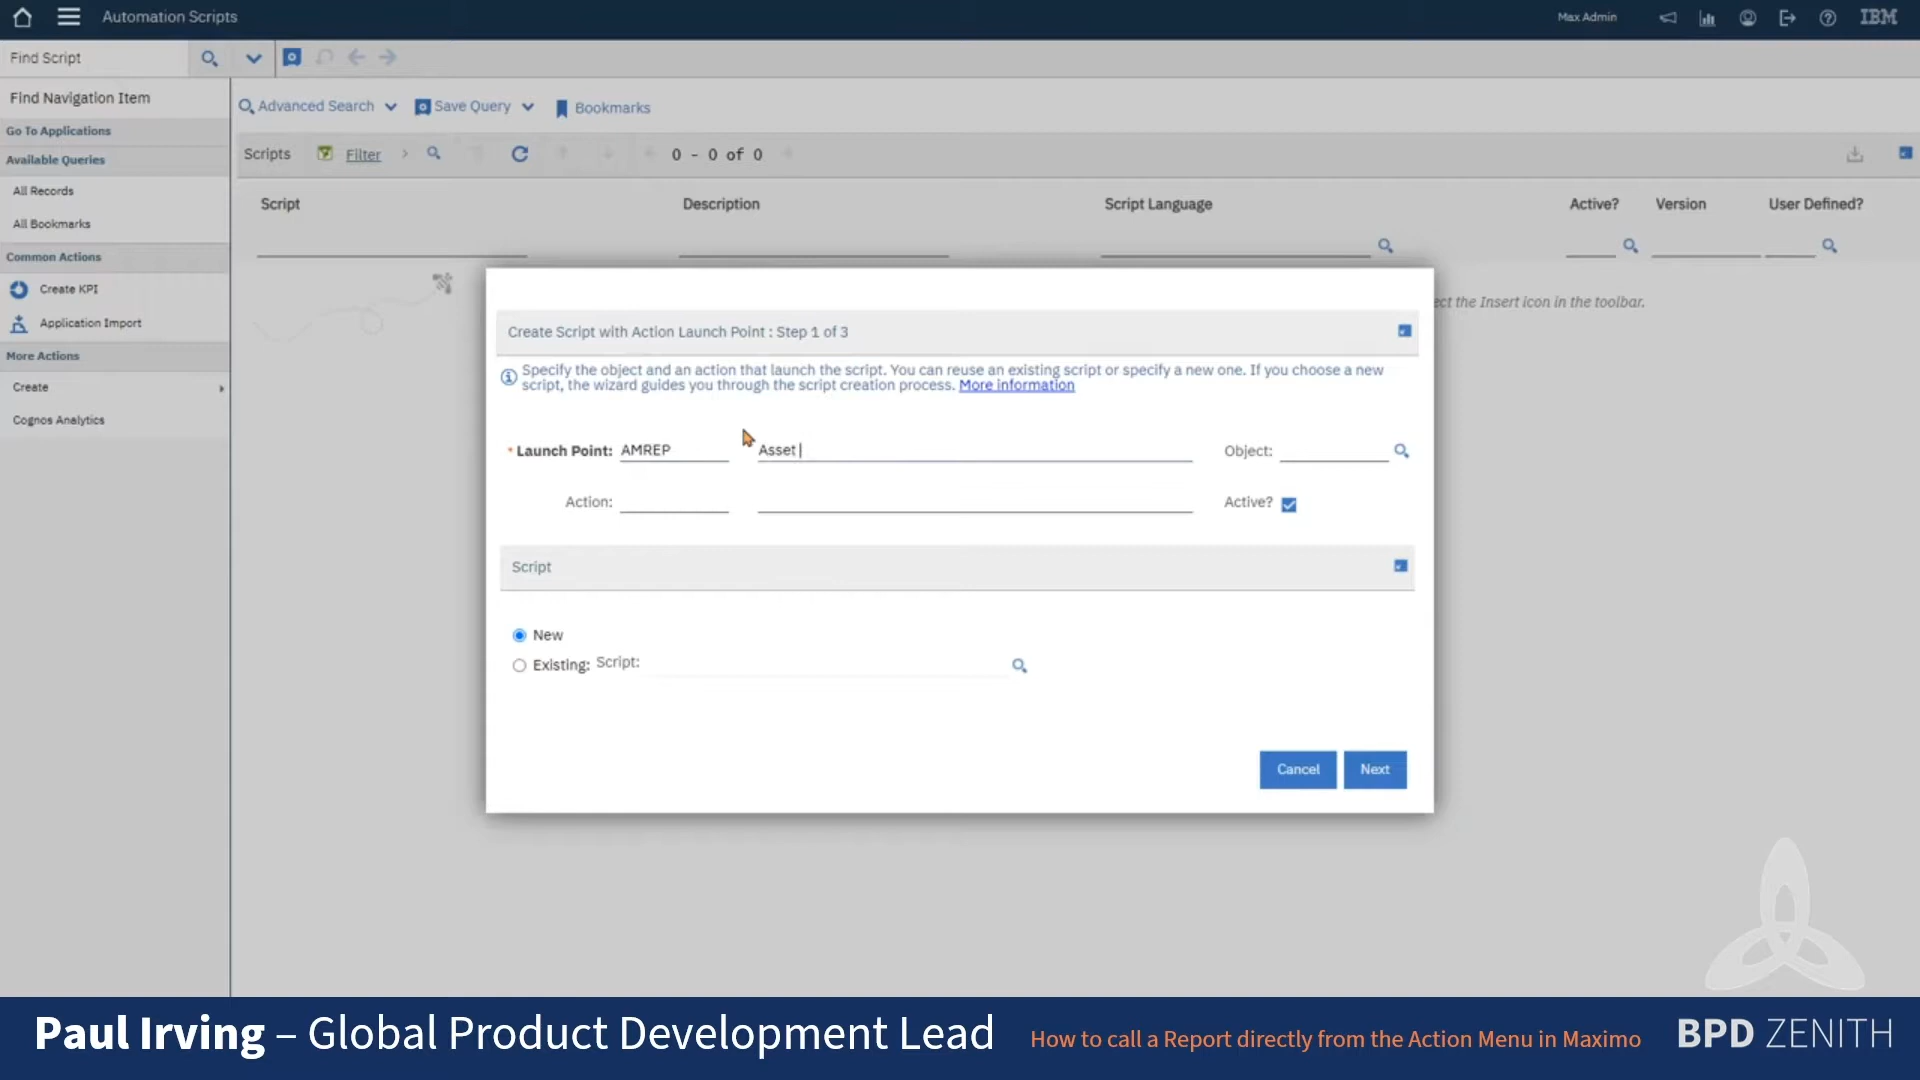 Automation Scripts
Max Admin
IBM
Find Script
Find Navigation Item
Go To Applications
Available Queries
All Records
All Bookmarks
Common Actions
Create KPI
Application Import
More Actions
Create
Cognos Analytics
Advanced Search
Save Query
Bookmarks
Scripts
Filter
0 - 0 of 0
Script
Description
Script Language
Active?
Version
User Defined?
ect the Insert icon in the toolbar.
Create Script with Action Launch Point : Step 1 of 3
Specify the object and an action that launch the script. You can reuse an existing script or specify a new one. If you choose a new
script, the wizard guides you through the script creation process. More information
* Launch Point: AMREP
Asset
Object:
Action:
Active?
Script
New
Existing: Script:
Cancel
Next
Paul Irving – Global Product Development Lead
How to call a Report directly from the Action Menu in Maximo
BPD ZENITH